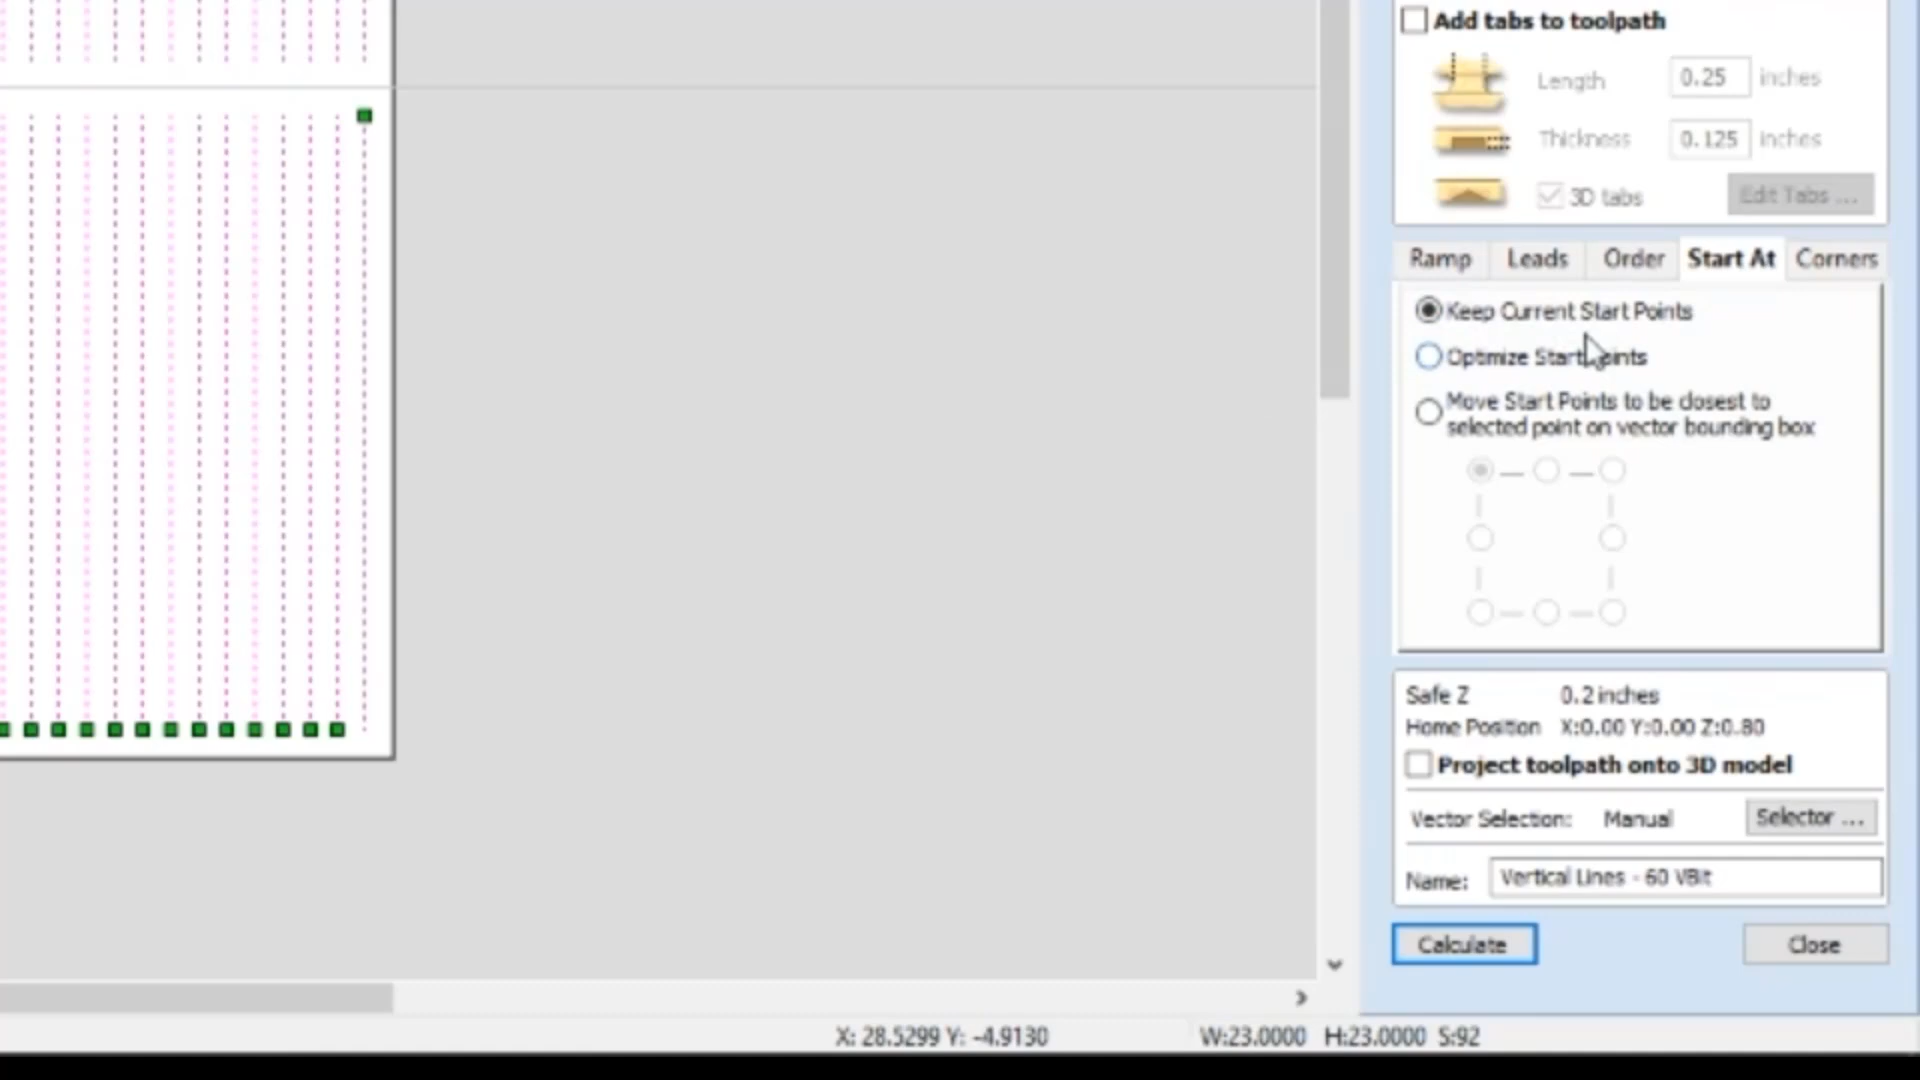 Add tabs to toolpath
Length 0.25 inches
Thickness 0.125 inches
3D tabs Edit Tabs ...
Ramp Leads Order Start At Corners
Keep Current Start Points
Optimize Start Points
Move Start Points to be closest to
selected point on vector bounding box
Safe Z 0.2 inches
Home Position X:0.00 Y:0.00 Z:0.80
Project toolpath onto 3D model
Vector Selection: Manual Selector ...
Name: Vertical Lines - 60 VBit
Calculate Close
X: 28.5299 Y: -4.9130 W:23.0000 H:23.0000 S:92